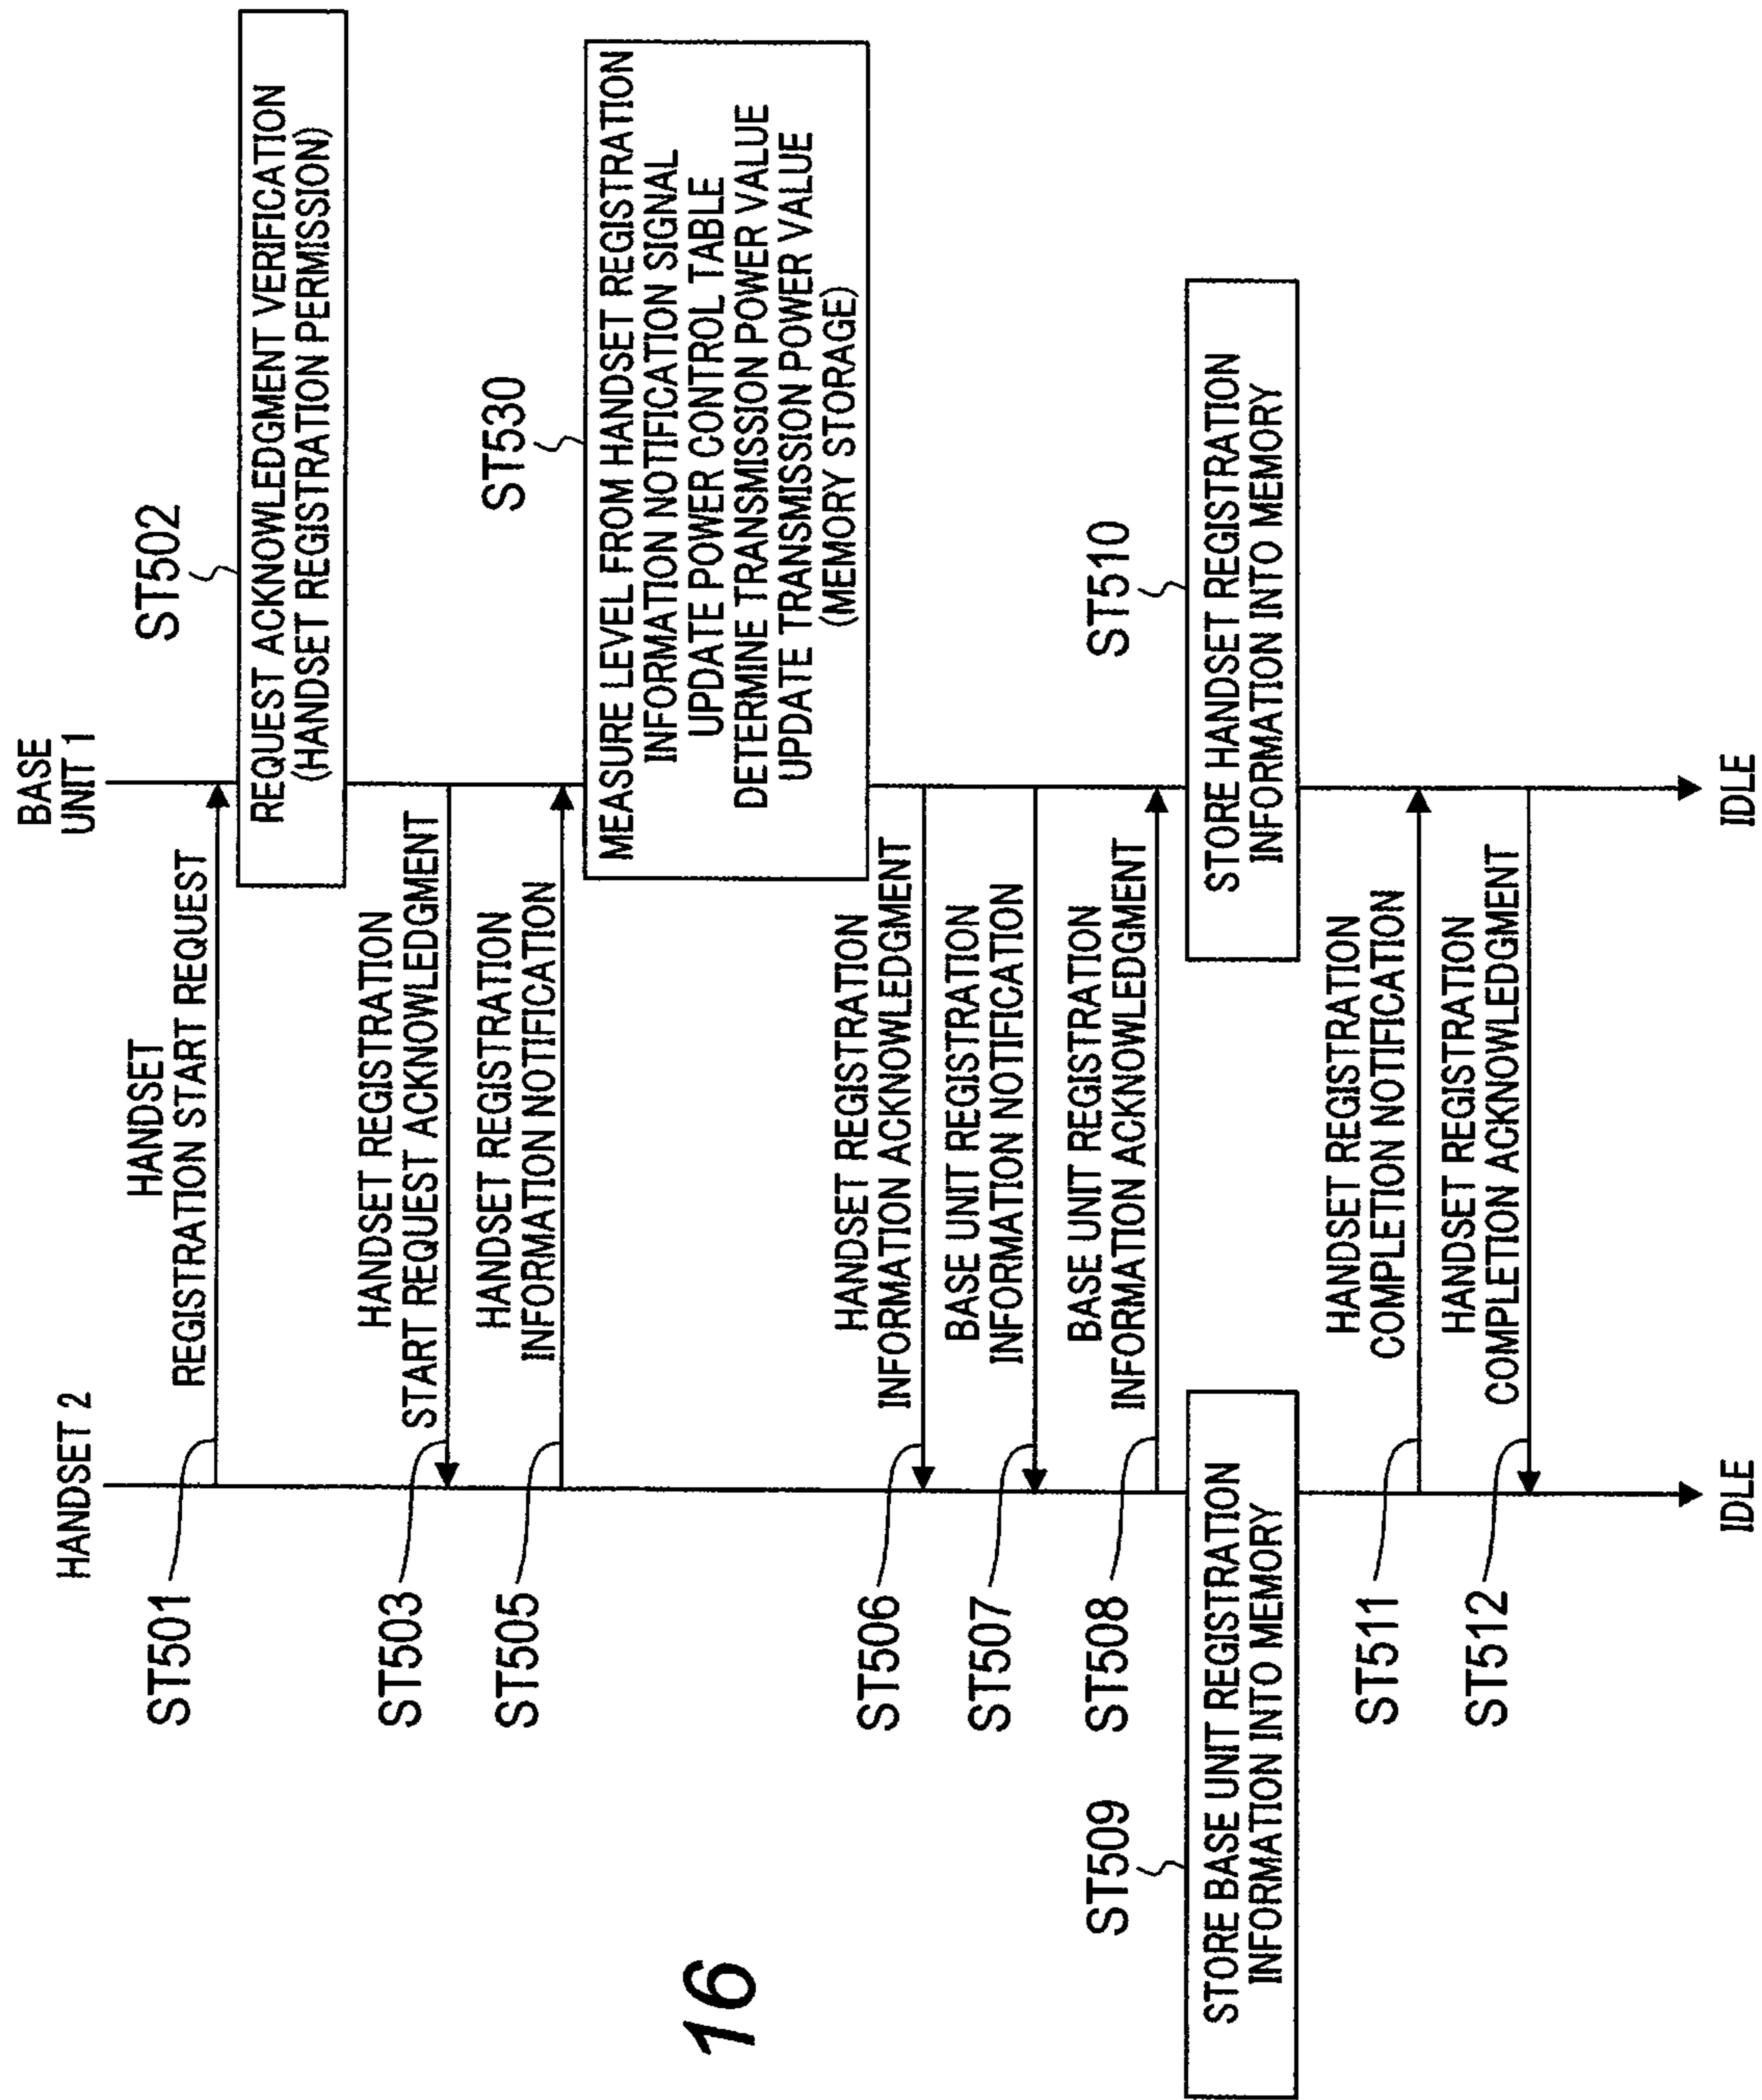 16
HANDSET 2
BASE
UNIT 1
ST501
HANDSET
REGISTRATION START REQUEST
ST502
REQUEST ACKNOWLEDGMENT VERIFICATION
(HANDSET REGISTRATION PERMISSION)
ST503
HANDSET REGISTRATION
START REQUEST ACKNOWLEDGMENT
ST505
HANDSET REGISTRATION
INFORMATION NOTIFICATION
ST530
MEASURE LEVEL FROM HANDSET REGISTRATION
INFORMATION NOTIFICATION SIGNAL
UPDATE POWER CONTROL TABLE
DETERMINE TRANSMISSION POWER VALUE
UPDATE TRANSMISSION POWER VALUE
(MEMORY STORAGE)
ST506
HANDSET REGISTRATION
INFORMATION ACKNOWLEDGMENT
ST507
BASE UNIT REGISTRATION
INFORMATION NOTIFICATION
ST508
BASE UNIT REGISTRATION
INFORMATION ACKNOWLEDGMENT
ST509
STORE BASE UNIT REGISTRATION
INFORMATION INTO MEMORY
ST510
STORE HANDSET REGISTRATION
INFORMATION INTO MEMORY
ST511
HANDSET REGISTRATION
COMPLETION NOTIFICATION
ST512
HANDSET REGISTRATION
COMPLETION ACKNOWLEDGMENT
IDLE
IDLE